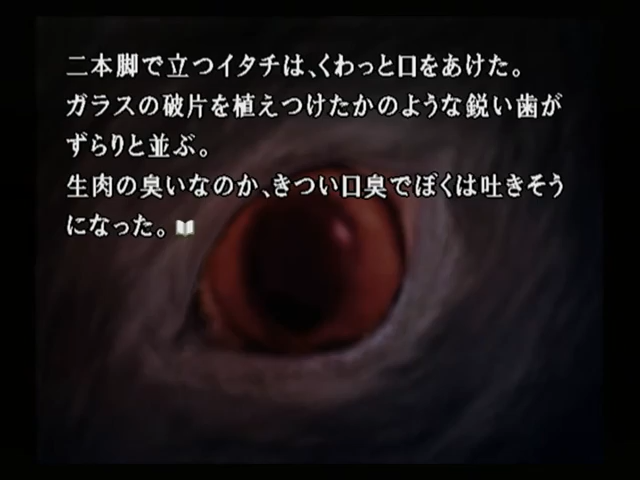 二本脚で立つイタチは、くわっと口をあけた。
ガラスの破片を植えつけたかのような鋭い歯が
ずらりと並ぶ。
生肉の臭いなのか、きつい口臭でぼくは吐きそう
になった。